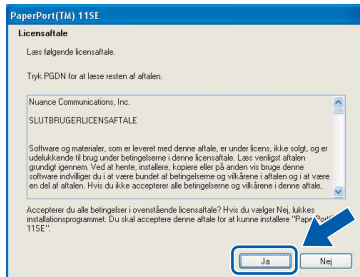 PaperPort(TM) 11SE
Licensaftale
Læs følgende licensaftale.
Tryk PGDN for at læse resten af aftalen.
Nuance Communications, Inc.
SLUTBRUGERLICENSAFTALE
Software og materialer, som er leveret med denne aftale, er under licens, ikke solgt, og er
udelukkende til brug under betingelserne i denne licensaftale. Læs venligst aftalen
grundigt igennem. Ved at hente, installere, kopiere eller på anden vis bruge denne
software indvilliger du i at være bundet af betingelserne og vilkårene i aftalen og i at være
en del af aftalen. Hvis du ikke accepterer alle betingelserne og vilkårene i denne aftale,
Accepterer du alle betingelser i ovenstående licensaftale? Hvis du vælger Nej, lukkes
installationsprogrammet. Du skal acceptere denne aftale for at kunne installere "PaperPort
11SE".
Ja
Nej